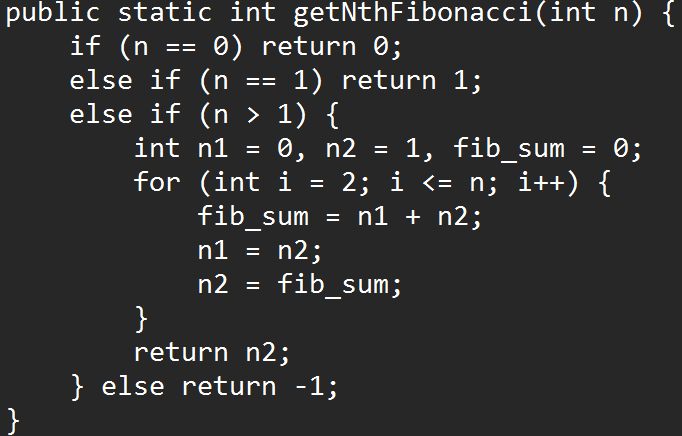 public static int getNthFibonacci(int n) {
    if (n == 0) return 0;
    else if (n == 1) return 1;
    else if (n > 1) {
        int n1 = 0, n2 = 1, fib_sum = 0;
        for (int i = 2; i <= n; i++) {
            fib_sum = n1 + n2;
            n1 = n2;
            n2 = fib_sum;
        }
        return n2;
    } else return -1;
}